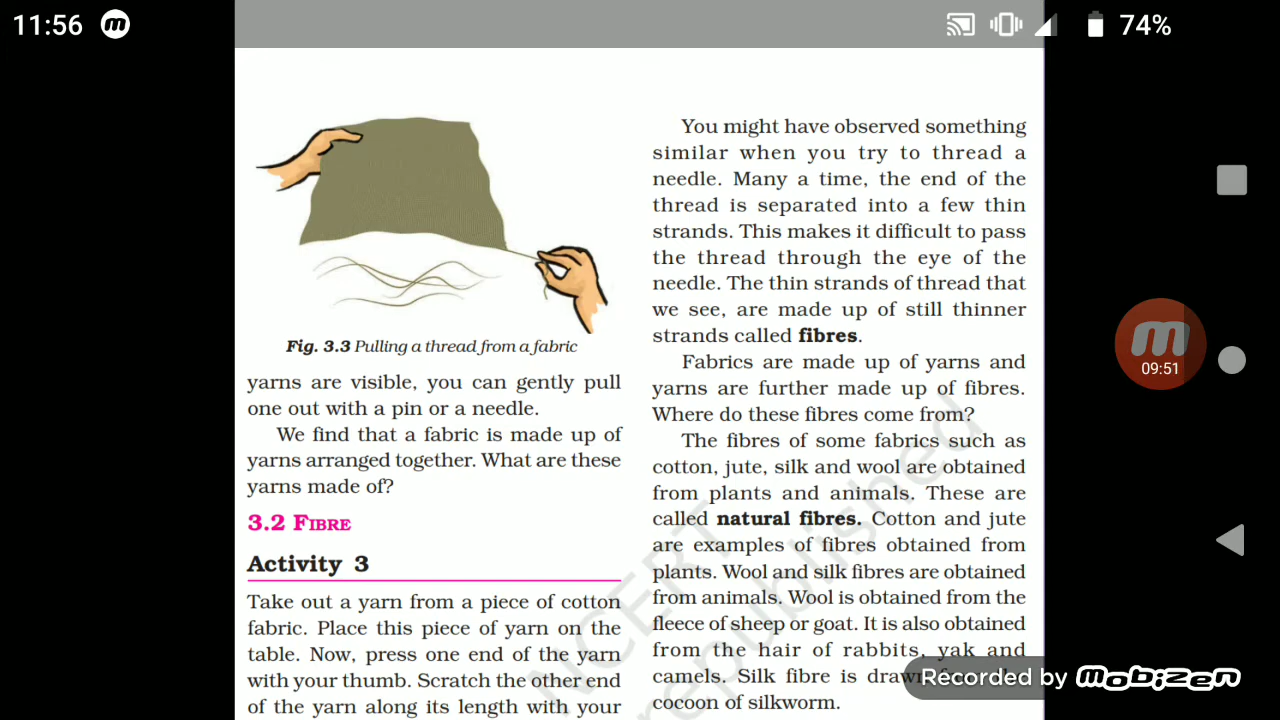 11:56
74%
Fig. 3.3 Pulling a thread from a fabric
yarns are visible, you can gently pull
one out with a pin or a needle.
We find that a fabric is made up of
yarns arranged together. What are these
yarns made of?
3.2 FIBRE
Activity 3
Take out a yarn from a piece of cotton
fabric. Place this piece of yarn on the
table. Now, press one end of the yarn
with your thumb. Scratch the other end
of the yarn along its length with your
You might have observed something
similar when you try to thread a
needle. Many a time, the end of the
thread is separated into a few thin
strands. This makes it difficult to pass
the thread through the eye of the
needle. The thin strands of thread that
we see, are made up of still thinner
strands called fibres.
Fabrics are made up of yarns and
yarns are further made up of fibres.
Where do these fibres come from?
The fibres of some fabrics such as
cotton, jute, silk and wool are obtained
from plants and animals. These are
called natural fibres. Cotton and jute
are examples of fibres obtained from
plants. Wool and silk fibres are obtained
from animals. Wool is obtained from the
fleece of sheep or goat. It is also obtained
from the hair of rabbits, yak and
camels. Silk fibre is
cocoon of silkworm.
NCERT
republished
m
09:51
Recorded by mobizen